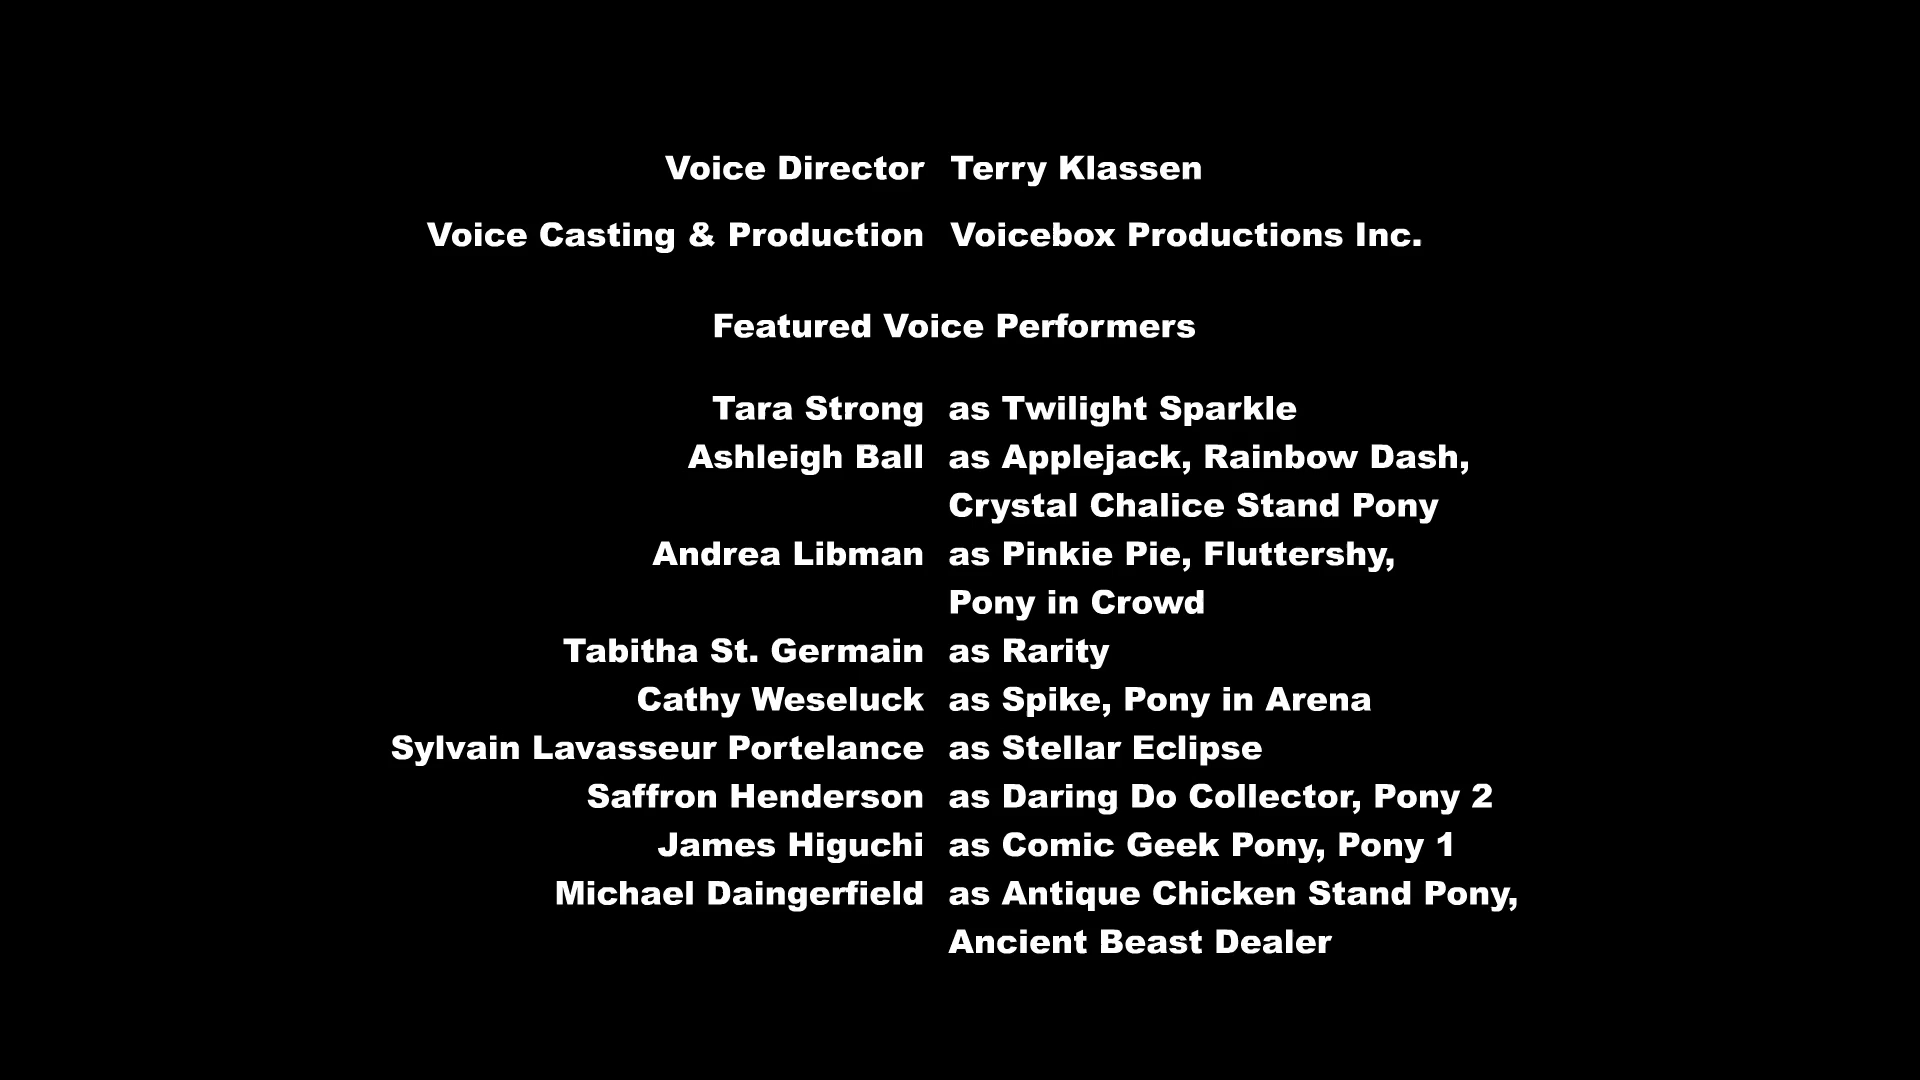 Voice Director Terry Klassen
Voice Casting & Production Voicebox Productions Inc.
Featured Voice Performers
Tara Strong as Twilight Sparkle
Ashleigh Ball as Applejack, Rainbow Dash,
Crystal Chalice Stand Pony
Andrea Libman as Pinkie Pie, Fluttershy,
Pony in Crowd
Tabitha St. Germain as Rarity
Cathy Weseluck as Spike, Pony in Arena
Sylvain Lavasseur Portelance as Stellar Eclipse
Saffron Henderson as Daring Do Collector, Pony 2
James Higuchi as Comic Geek Pony, Pony 1
Michael Daingerfield as Antique Chicken Stand Pony,
Ancient Beast Dealer